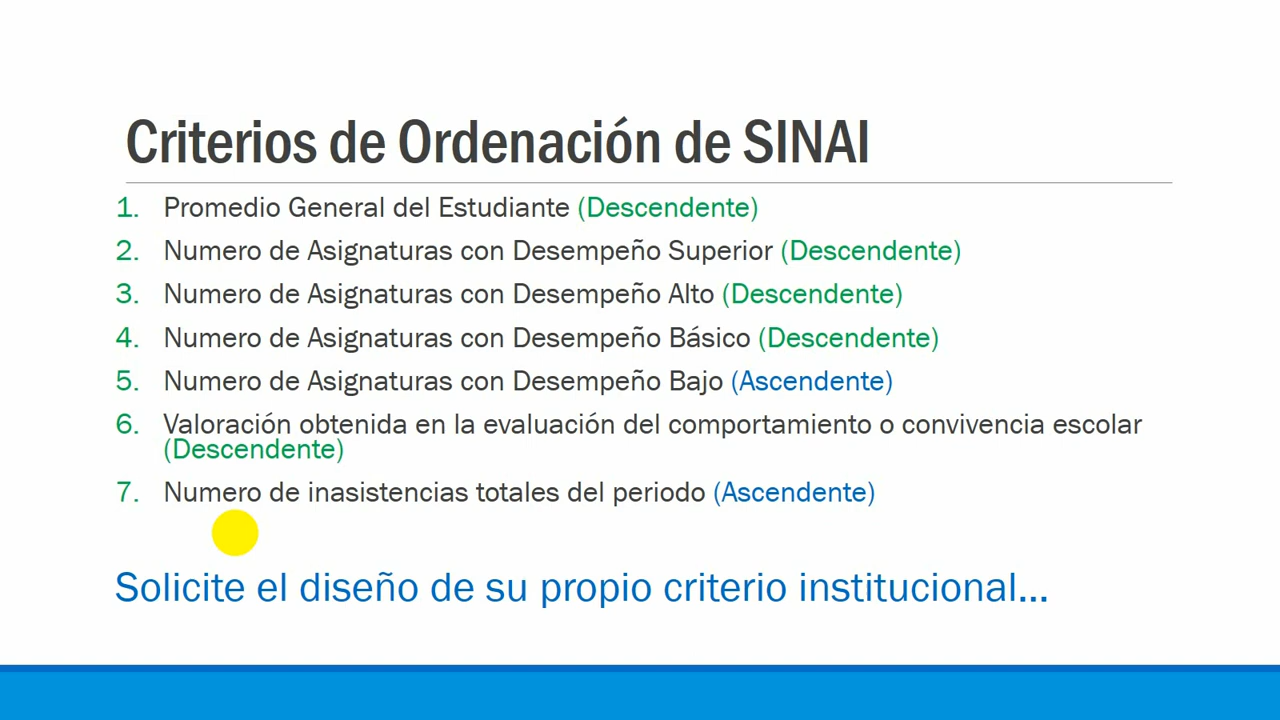 Criterios de Ordenación de SINAI
1. Promedio General del Estudiante (Descendente)
2. Numero de Asignaturas con Desempeño Superior (Descendente)
3. Numero de Asignaturas con Desempeño Alto (Descendente)
4. Numero de Asignaturas con Desempeño Básico (Descendente)
5. Numero de Asignaturas con Desempeño Bajo (Ascendente)
6. Valoración obtenida en la evaluación del comportamiento o convivencia escolar
(Descendente)
7. Numero de inasistencias totales del periodo (Ascendente)
Solicite el diseño de su propio criterio institucional...